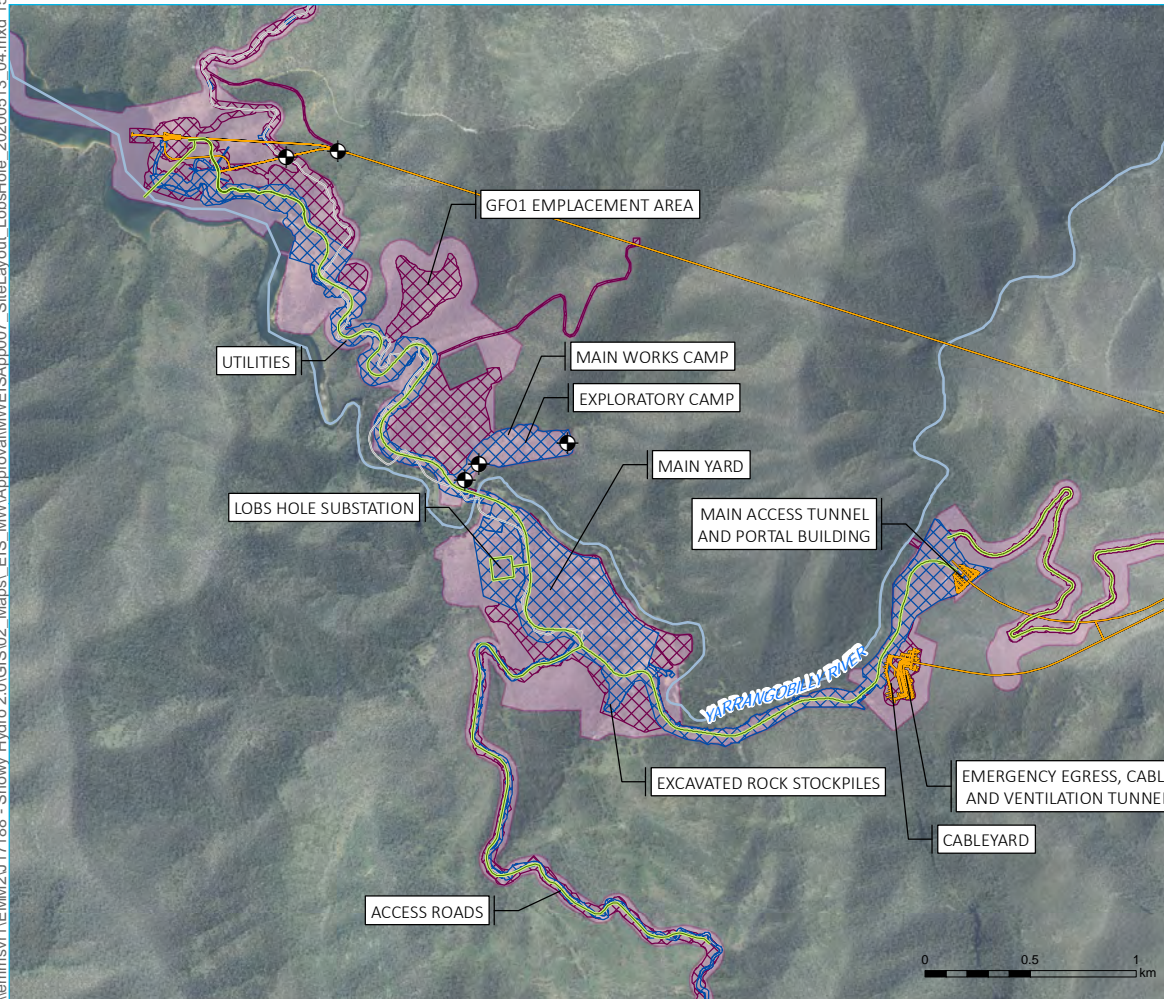 GF01 EMPLACEMENT AREA
UTILITIES
MAIN WORKS CAMP
EXPLORATORY CAMP
MAIN YARD
LOBS HOLE SUBSTATION
MAIN ACCESS TUNNEL
AND PORTAL BUILDING
YARRANGOBILLY RIVER
EXCAVATED ROCK STOCKPILES
EMERGENCY EGRESS, CABL
AND VENTILATION TUNNE
CABLEYARD
ACCESS ROADS
0 0.5 1
km